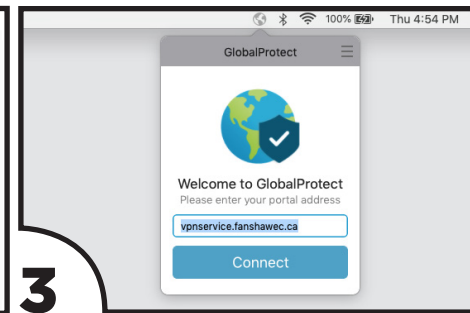 100% Thu 4:54 PM
GlobalProtect
Welcome to GlobalProtect
Please enter your portal address
vpnservice.fanshawec.ca
Connect
3